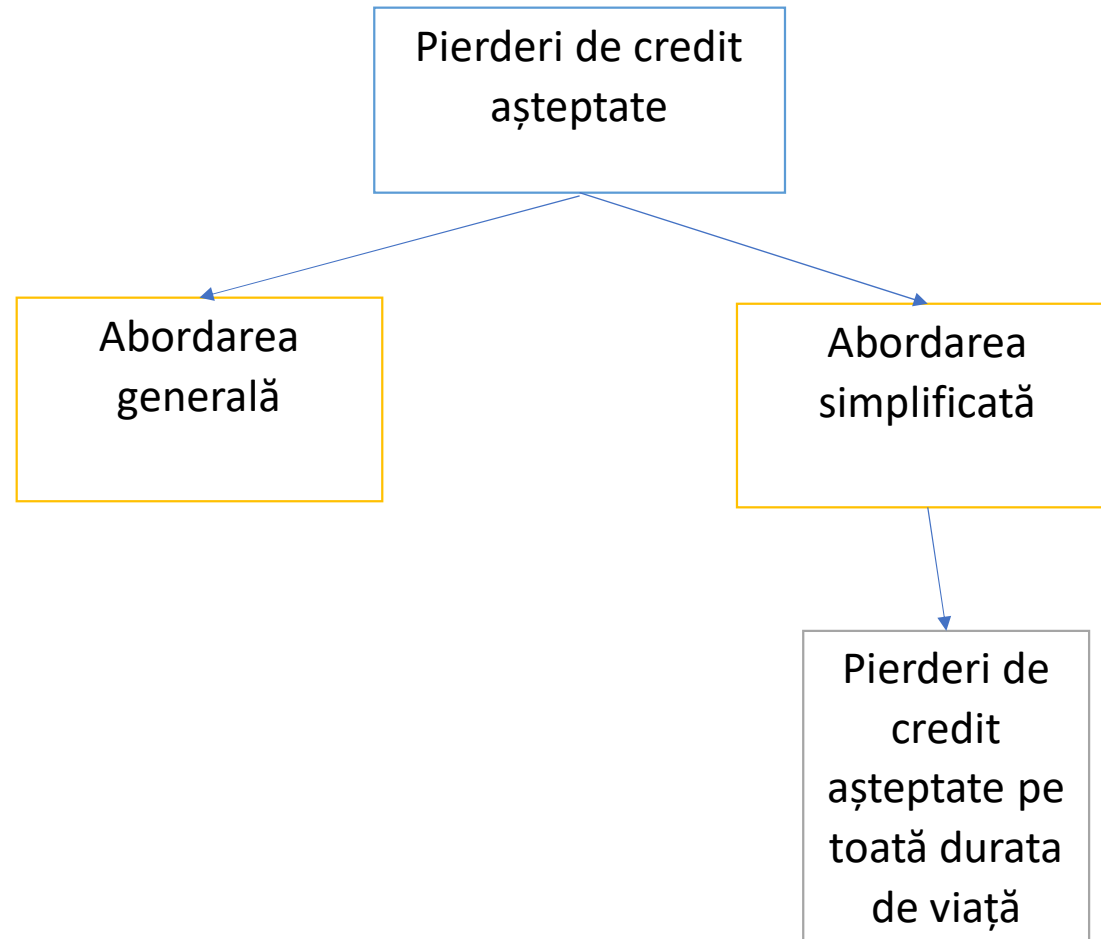 Pierderi de credit
așteptate
Abordarea
generală
Abordarea
simplificată
Pierderi de
credit
așteptate pe
toată durata
de viață